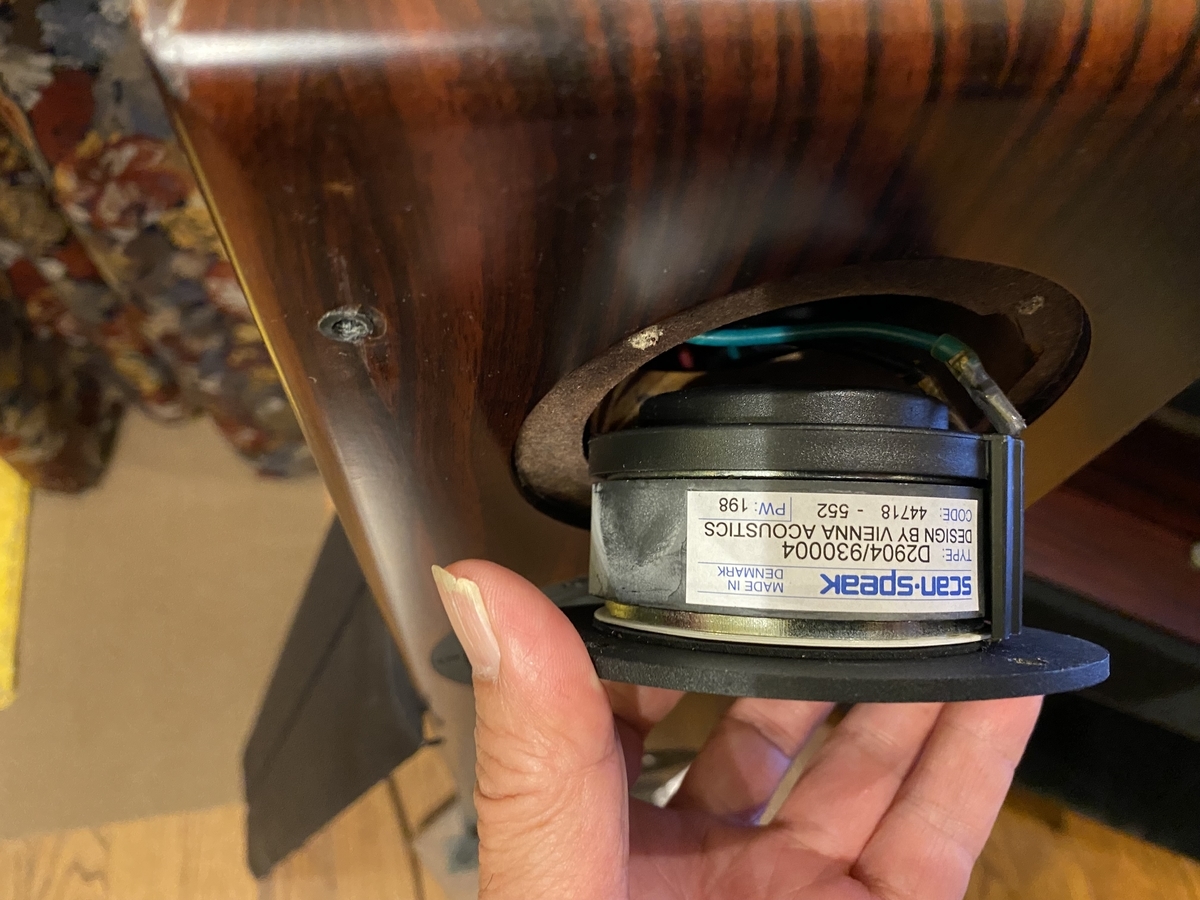 scan-speak MADE IN DENMARK
TYPE: D2904/930004
DESIGN BY VIENNA ACOUSTICS
CODE: 44718 - 552 PW: 198